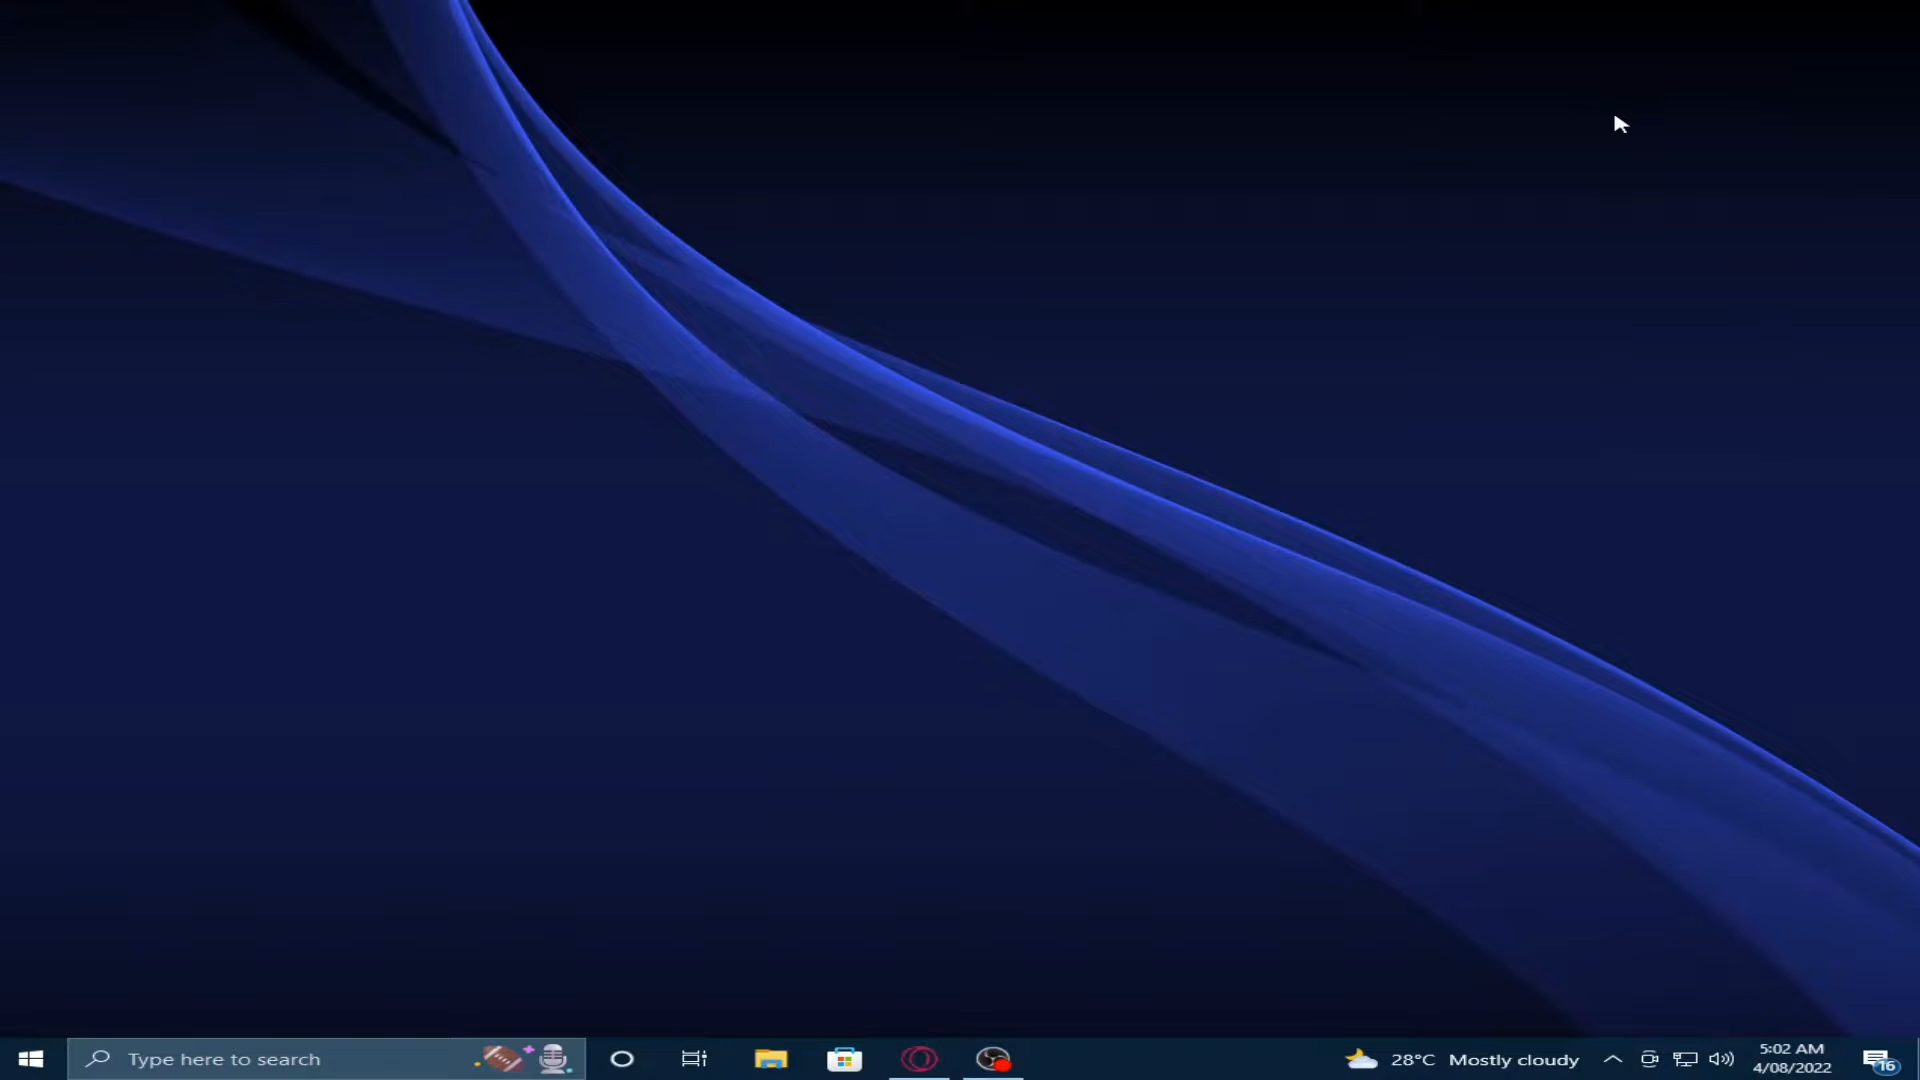 Type here to search
28°C Mostly cloudy
5:02 AM
4/08/2022
16